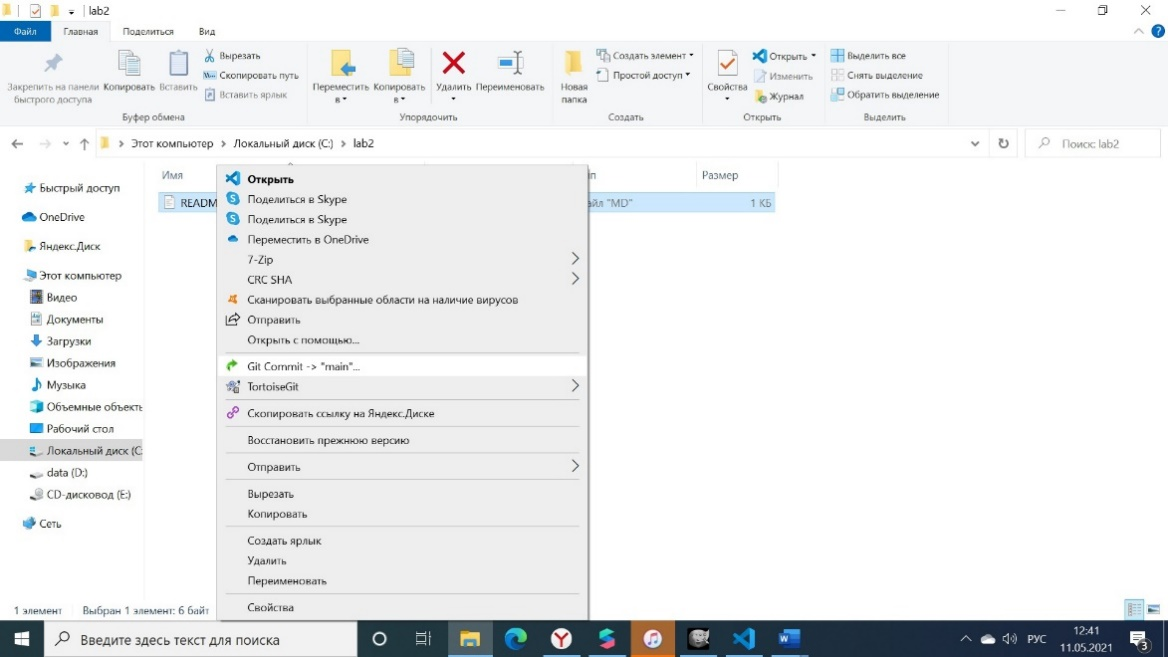 lab2
Файл Главная Поделиться Вид
Закрепить на панели быстрого доступа
Копировать
Вставить
Вырезать
Скопировать путь
Вставить ярлык
Буфер обмена
Переместить в
Копировать в
Удалить
Переименовать
Упорядочить
Новая папка
Создать элемент
Простой доступ
Создать
Свойства
Открыть
Изменить
Журнал
Открыть
Выделить все
Снять выделение
Обратить выделение
Выделить
Этот компьютер > Локальный диск (C:) > lab2
Поиск: lab2
Быстрый доступ
OneDrive
Яндекс.Диск
Этот компьютер
Видео
Документы
Загрузки
Изображения
Музыка
Объемные объекты
Рабочий стол
Локальный диск (C:
data (D:)
CD-дисковод (E:)
Сеть
Имя
Размер
READM
"MD"
1 КБ
Открыть
Поделиться в Skype
Поделиться в Skype
Переместить в OneDrive
7-Zip
CRC SHA
Сканировать выбранные области на наличие вирусов
Отправить
Открыть с помощью...
Git Commit -> "main"...
TortoiseGit
Скопировать ссылку на Яндекс.Диске
Восстановить прежнюю версию
Отправить
Вырезать
Копировать
Создать ярлык
Удалить
Переименовать
Свойства
1 элемент Выбран 1 элемент: 6 байт
Введите здесь текст для поиска
РУС
12:41
11.05.2021
3